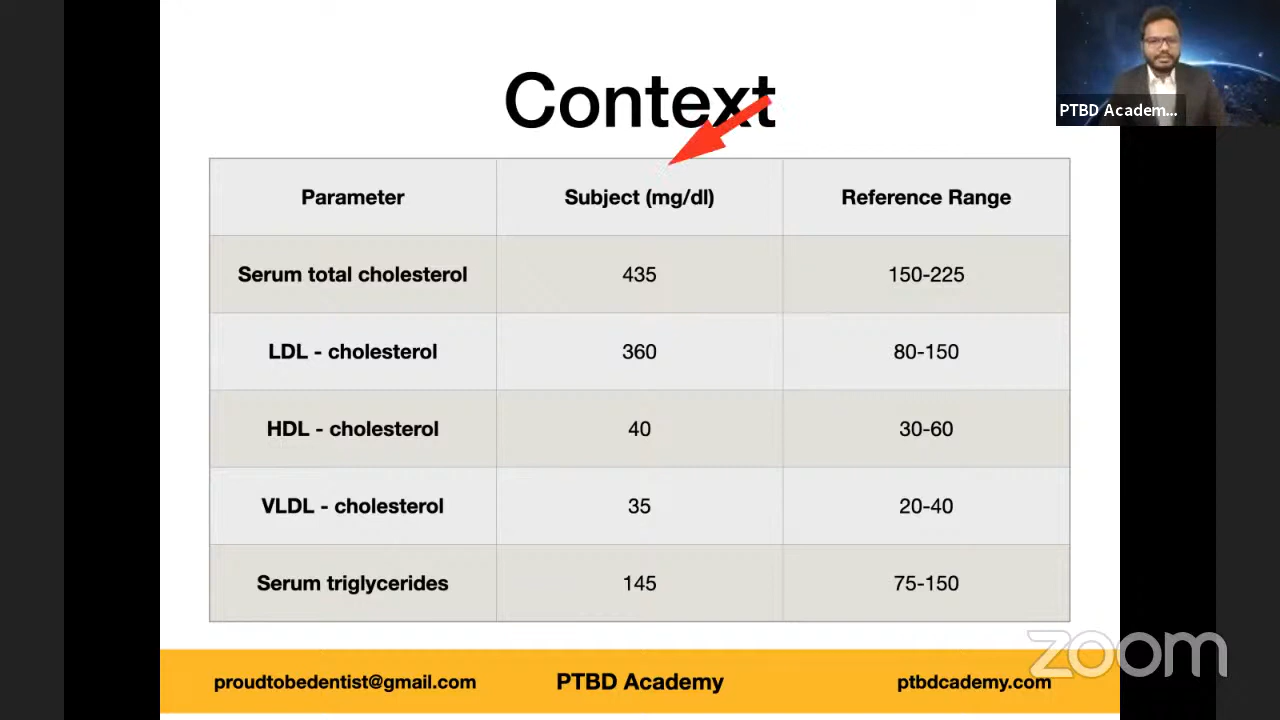 Context
PTBD Academ...
Parameter Subject (mg/dl) Reference Range
Serum total cholesterol 435 150-225
LDL - cholesterol 360 80-150
HDL - cholesterol 40 30-60
VLDL - cholesterol 35 20-40
Serum triglycerides 145 75-150
zoom
proudtobedentist@gmail.com PTBD Academy ptbdcademy.com